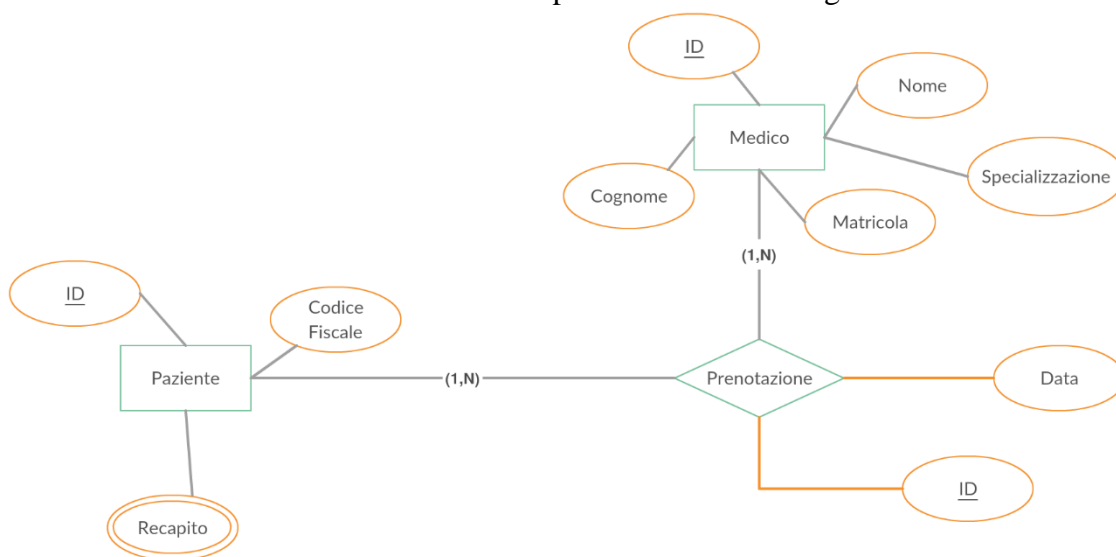 ID
Nome
Medico
Specializzazione
Cognome
Matricola
(1,N)
ID
Codice
Fiscale
Paziente
(1,N)
Prenotazione
Data
ID
Recapito